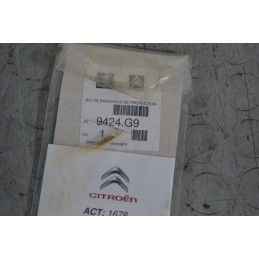 JEU DE BANDEAUX DE PROTECTION
9424.G9
1
CITROËN
ACT: 1678